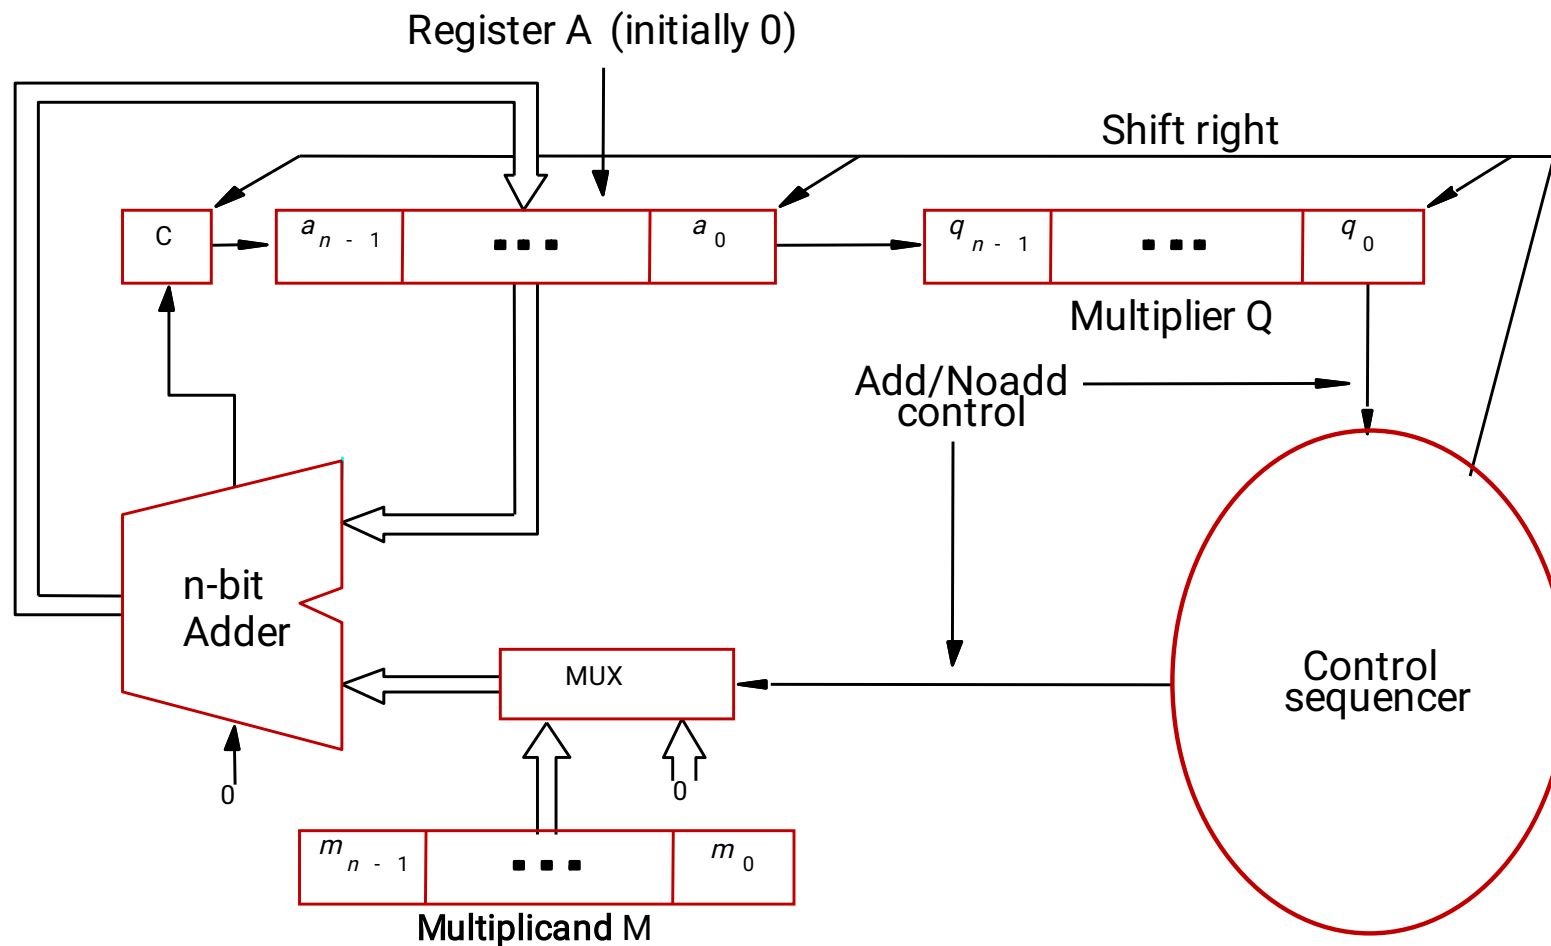 Register A (initially 0)
Shift right
C
a n - 1
a 0
q n - 1
q 0
Multiplier Q
Add/Noadd
control
n-bit
Adder
MUX
Control
sequencer
0
0
m n - 1
m 0
Multiplicand M